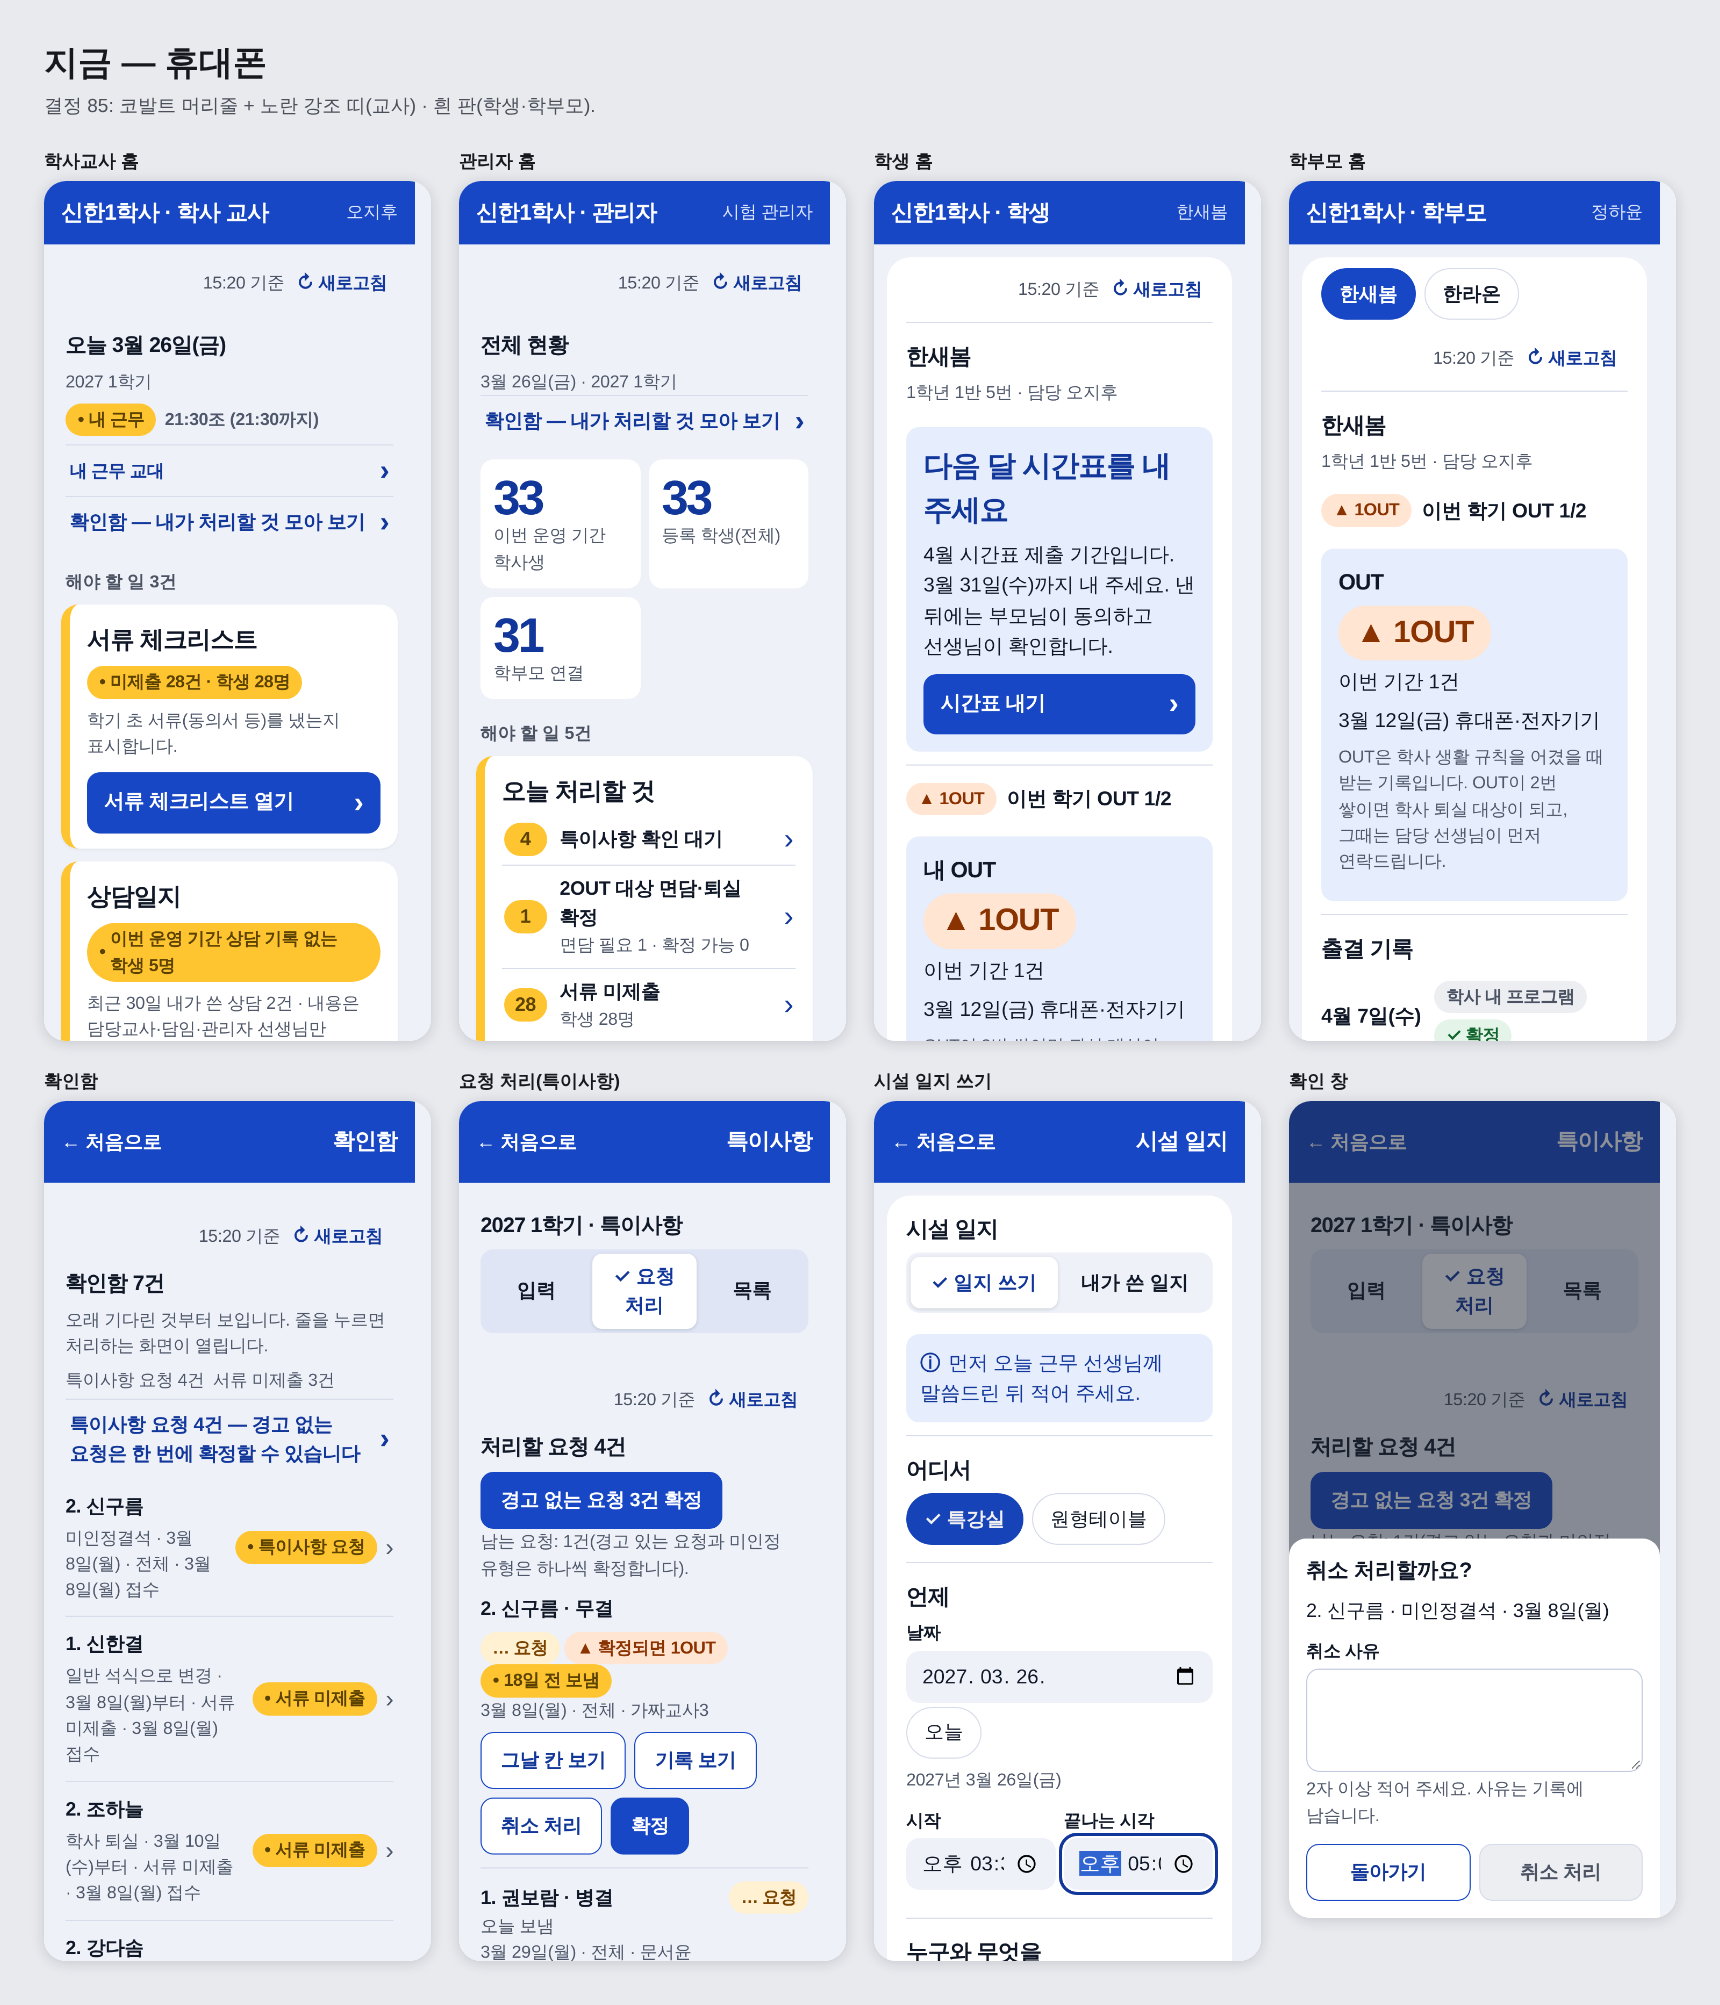 지금 — 휴대폰
결정 85: 코발트 머리줄 + 노란 강조 띠(교사) · 흰 판(학생·학부모).
학사교사 홈
신한1학사 · 학사 교사 오지후
15:20 기준 새로고침
오늘 3월 26일(금)
2027 1학기
• 내 근무 21:30조 (21:30까지)
내 근무 교대 ›
확인함 — 내가 처리할 것 모아 보기 ›
해야 할 일 3건
서류 체크리스트
• 미제출 28건 · 학생 28명
학기 초 서류(동의서 등)를 냈는지
표시합니다.
서류 체크리스트 열기 ›
상담일지
• 이번 운영 기간 상담 기록 없는
학생 5명
최근 30일 내가 쓴 상담 2건 · 내용은
담당교사·담임·관리자 선생님만
관리자 홈
신한1학사 · 관리자 시험 관리자
15:20 기준 새로고침
전체 현황
3월 26일(금) · 2027 1학기
확인함 — 내가 처리할 것 모아 보기 ›
33
이번 운영 기간
학사생
33
등록 학생(전체)
31
학부모 연결
해야 할 일 5건
오늘 처리할 것
4 특이사항 확인 대기 ›
1 2OUT 대상 면담·퇴실
확정 ›
면담 필요 1 · 확정 가능 0
28 서류 미제출 ›
학생 28명
학생 홈
신한1학사 · 학생 한새봄
15:20 기준 새로고침
한새봄
1학년 1반 5번 · 담당 오지후
다음 달 시간표를 내
주세요
4월 시간표 제출 기간입니다.
3월 31일(수)까지 내 주세요. 낸
뒤에는 부모님이 동의하고
선생님이 확인합니다.
시간표 내기 ›
▲ 1OUT 이번 학기 OUT 1/2
내 OUT
▲ 1OUT
이번 기간 1건
3월 12일(금) 휴대폰·전자기기
학부모 홈
신한1학사 · 학부모 정하윤
한새봄 한라온
15:20 기준 새로고침
한새봄
1학년 1반 5번 · 담당 오지후
▲ 1OUT 이번 학기 OUT 1/2
OUT
▲ 1OUT
이번 기간 1건
3월 12일(금) 휴대폰·전자기기
OUT은 학사 생활 규칙을 어겼을 때
받는 기록입니다. OUT이 2번
쌓이면 학사 퇴실 대상이 되고,
그때는 담당 선생님이 먼저
연락드립니다.
출결 기록
4월 7일(수) 학사 내 프로그램
✓ 확정
확인함
← 처음으로 확인함
15:20 기준 새로고침
확인함 7건
오래 기다린 것부터 보입니다. 줄을 누르면
처리하는 화면이 열립니다.
특이사항 요청 4건 서류 미제출 3건
특이사항 요청 4건 — 경고 없는
요청은 한 번에 확정할 수 있습니다 ›
2. 신구름
미인정결석 · 3월
8일(월) · 전체 · 3월
8일(월) 접수
• 특이사항 요청 ›
1. 신한결
일반 석식으로 변경 ·
3월 8일(월)부터 · 서류
미제출 · 3월 8일(월)
접수
• 서류 미제출 ›
2. 조하늘
학사 퇴실 · 3월 10일
(수)부터 · 서류 미제출
· 3월 8일(월) 접수
• 서류 미제출 ›
2. 강다솜
요청 처리(특이사항)
← 처음으로 특이사항
2027 1학기 · 특이사항
입력 ✓ 요청
처리 목록
15:20 기준 새로고침
처리할 요청 4건
경고 없는 요청 3건 확정
남는 요청: 1건(경고 있는 요청과 미인정
유형은 하나씩 확정합니다).
2. 신구름 · 무결
… 요청 ▲ 확정되면 1OUT
• 18일 전 보냄
3월 8일(월) · 전체 · 가짜교사3
그날 칸 보기 기록 보기
취소 처리 확정
1. 권보람 · 병결 … 요청
오늘 보냄
3월 29일(월) · 전체 · 문서윤
시설 일지 쓰기
← 처음으로 시설 일지
시설 일지
✓ 일지 쓰기 내가 쓴 일지
ⓘ 먼저 오늘 근무 선생님께
말씀드린 뒤 적어 주세요.
어디서
✓ 특강실 원형테이블
언제
날짜
2027. 03. 26.
오늘
2027년 3월 26일(금)
시작 끝나는 시각
오후 03: 오후 05:
누구와 무엇을
확인 창
← 처음으로 특이사항
2027 1학기 · 특이사항
입력 ✓ 요청
처리 목록
15:20 기준 새로고침
처리할 요청 4건
경고 없는 요청 3건 확정
취소 처리할까요?
2. 신구름 · 미인정결석 · 3월 8일(월)
취소 사유
2자 이상 적어 주세요. 사유는 기록에
남습니다.
돌아가기 취소 처리